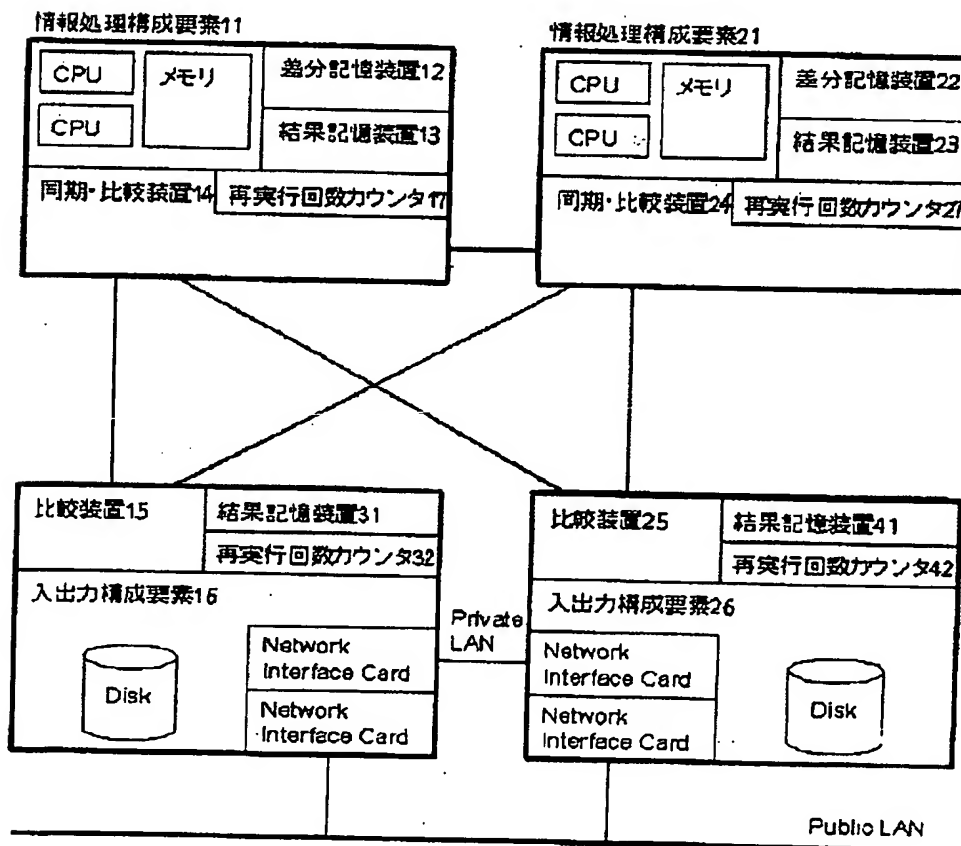 情報処理構成要素11
CPU
メモリ
差分記憶装置12
CPU
結果記憶装置13
同期・比較装置14
再実行回数カウンタ17
情報処理構成要素21
CPU
メモリ
差分記憶装置22
CPU
結果記憶装置23
同期・比較装置24
再実行回数カウンタ27
比較装置15
結果記憶装置31
再実行回数カウンタ32
入出力構成要素16
Disk
Network
Interface Card
Network
Interface Card
Private
LAN
比較装置25
結果記憶装置41
再実行回数カウンタ42
入出力構成要素26
Network
Interface Card
Network
Interface Card
Disk
Public LAN